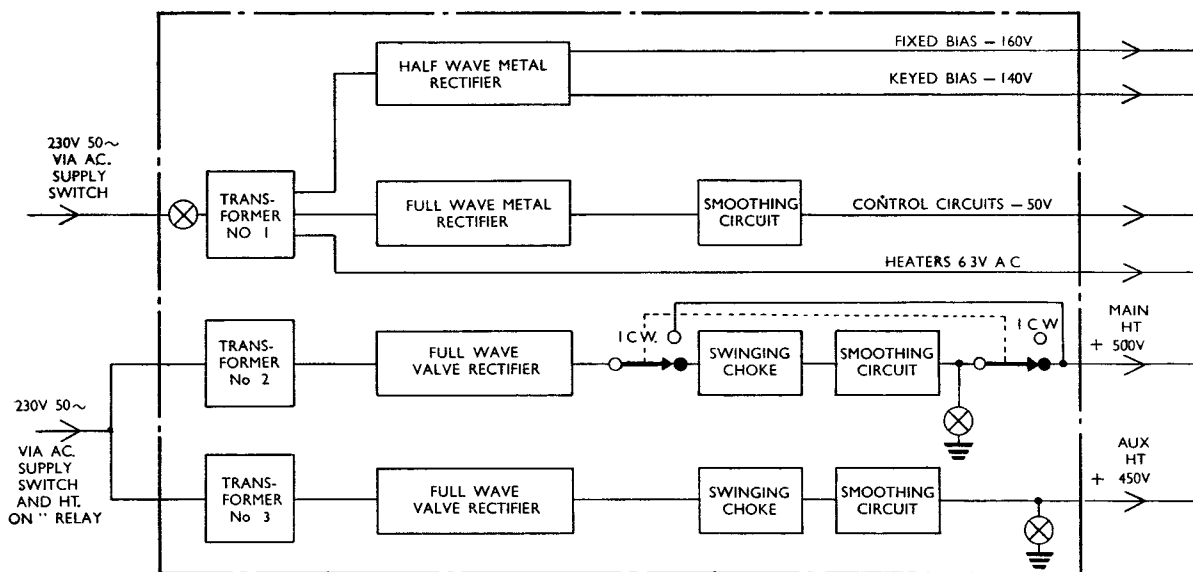 FIXED BIAS — 160V
HALF WAVE METAL
RECTIFIER
KEYED BIAS —140V
230V 50~
VIA AC.
SUPPLY
SWITCH
TRANS-
FORMER
NO 1
FULL WAVE METAL
RECTIFIER
SMOOTHING
CIRCUIT
CONTROL CIRCUITS — 50V
HEATERS 6 3V A C
TRANS-
FORMER
No 2
FULL WAVE
VALVE RECTIFIER
I C W.
SWINGING
CHOKE
SMOOTHING
CIRCUIT
I C W
MAIN
HT
+ 500V
230V 50~
VIA AC.
SUPPLY
SWITCH
AND HT.
ON " RELAY
TRANS-
FORMER
No 3
FULL WAVE
VALVE RECTIFIER
SWINGING
CHOKE
SMOOTHING
CIRCUIT
AUX
HT
+ 450V